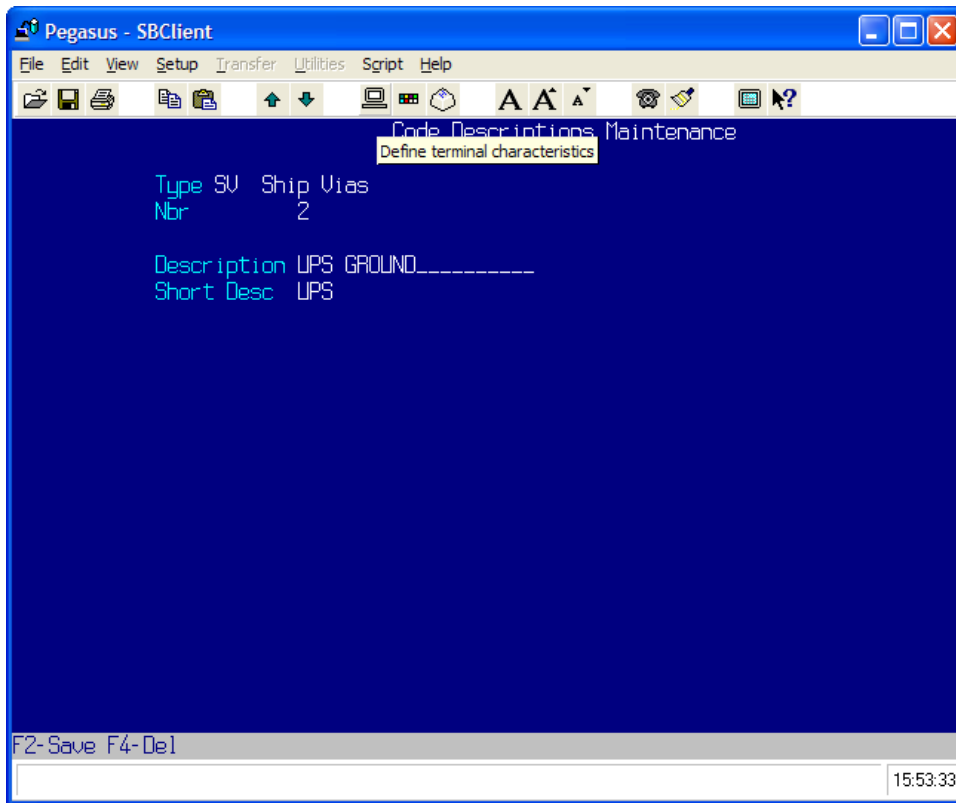 Pegasus - SBClient
File Edit View Setup Transfer Utilities Script Help
A A A ?
Code Descriptions Maintenance
Define terminal characteristics
Type SV Ship Vias
Nbr 2
Description UPS GROUND__________
Short Desc UPS
F2-Save F4-Del
15:53:33